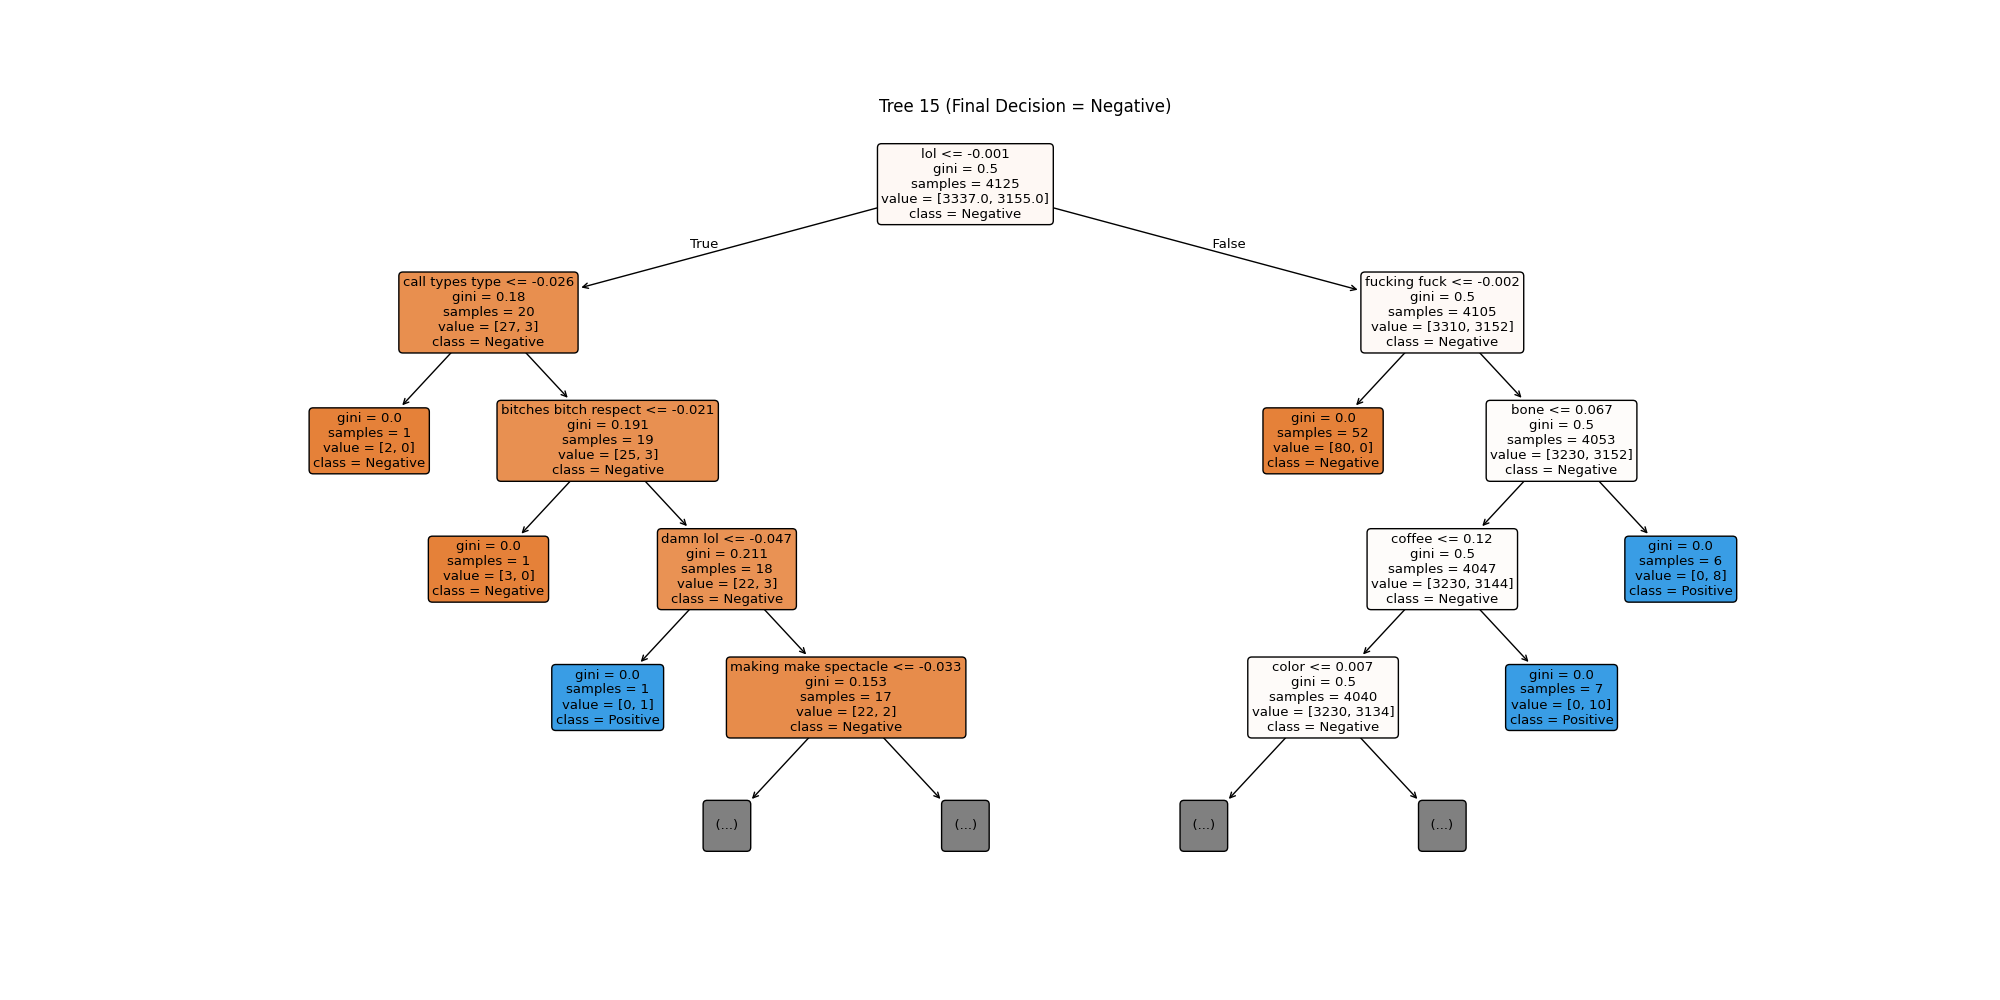 Tree 15 (Final Decision = Negative)
lol <= -0.001
gini = 0.5
samples = 4125
value = [3337.0, 3155.0]
class = Negative
True
False
call types type <= -0.026
gini = 0.18
samples = 20
value = [27, 3]
class = Negative
fucking fuck <= -0.002
gini = 0.5
samples = 4105
value = [3310, 3152]
class = Negative
gini = 0.0
samples = 1
value = [2, 0]
class = Negative
bitches bitch respect <= -0.021
gini = 0.191
samples = 19
value = [25, 3]
class = Negative
gini = 0.0
samples = 52
value = [80, 0]
class = Negative
bone <= 0.067
gini = 0.5
samples = 4053
value = [3230, 3152]
class = Negative
gini = 0.0
samples = 1
value = [3, 0]
class = Negative
damn lol <= -0.047
gini = 0.211
samples = 18
value = [22, 3]
class = Negative
coffee <= 0.12
gini = 0.5
samples = 4047
value = [3230, 3144]
class = Negative
gini = 0.0
samples = 6
value = [0, 8]
class = Positive
gini = 0.0
samples = 1
value = [0, 1]
class = Positive
making make spectacle <= -0.033
gini = 0.153
samples = 17
value = [22, 2]
class = Negative
color <= 0.007
gini = 0.5
samples = 4040
value = [3230, 3134]
class = Negative
gini = 0.0
samples = 7
value = [0, 10]
class = Positive
(...)
(...)
(...)
(...)